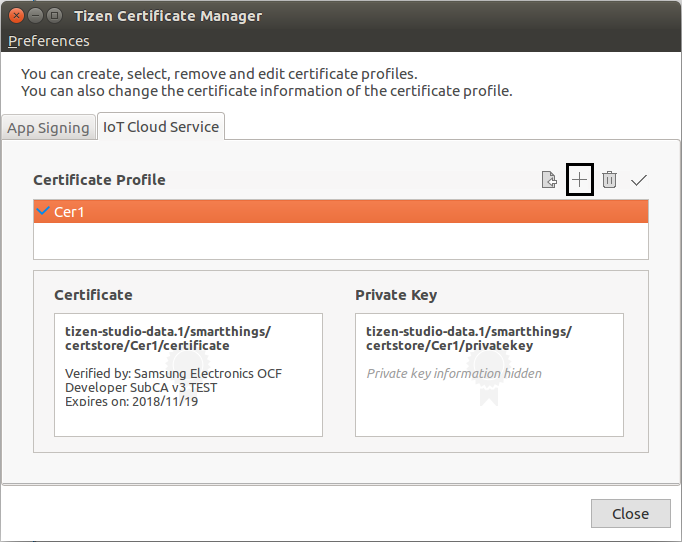 Tizen Certificate Manager
Preferences
You can create, select, remove and edit certificate profiles.
You can also change the certificate information of the certificate profile.
App Signing
IoT Cloud Service
Certificate Profile
Cer1
Certificate
Private Key
tizen-studio-data.1/smartthings/
certstore/Cer1/certificate
Verified by: Samsung Electronics OCF
Developer SubCA v3 TEST
Expires on: 2018/11/19
tizen-studio-data.1/smartthings/
certstore/Cer1/privatekey
Private key information hidden
Close